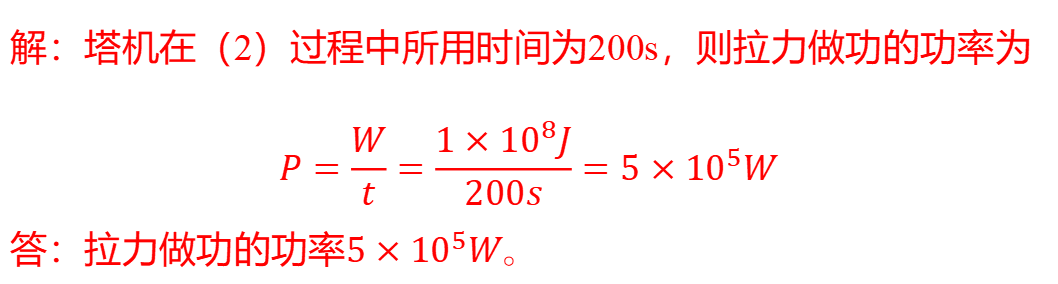 解：塔机在（2）过程中所用时间为200s，则拉力做功的功率为
P = W/t = 1 × 10⁸J/200s = 5 × 10⁵W
答：拉力做功的功率5 × 10⁵W。